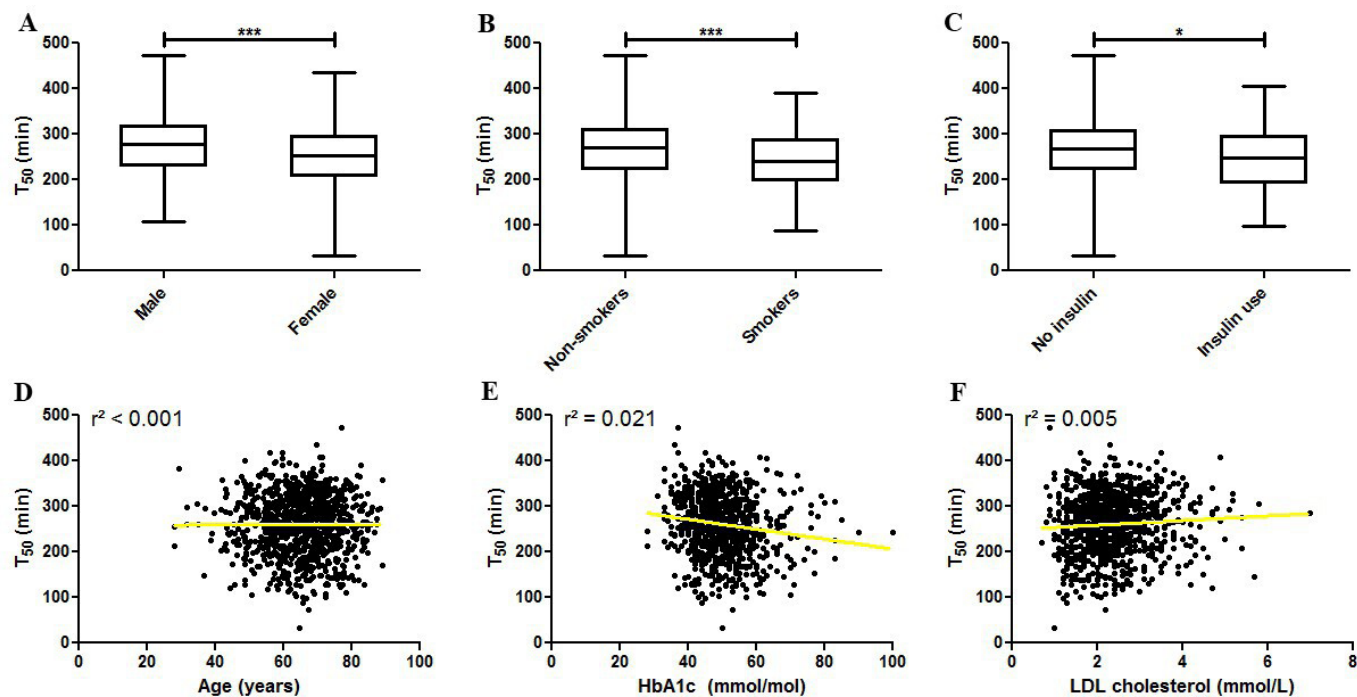 A
***
500
400
300
200
100
0
T₅₀ (min)
Male
Female
B
***
500
400
300
200
100
0
T₅₀ (min)
Non-smokers
Smokers
C
*
500
400
300
200
100
0
T₅₀ (min)
No insulin
Insulin use
D
r² < 0.001
500
400
300
200
100
0
T₅₀ (min)
0 20 40 60 80 100
Age (years)
E
r² = 0.021
500
400
300
200
100
0
T₅₀ (min)
0 20 40 60 80 100
HbA1c (mmol/mol)
F
r² = 0.005
500
400
300
200
100
0
T₅₀ (min)
0 2 4 6 8
LDL cholesterol (mmol/L)